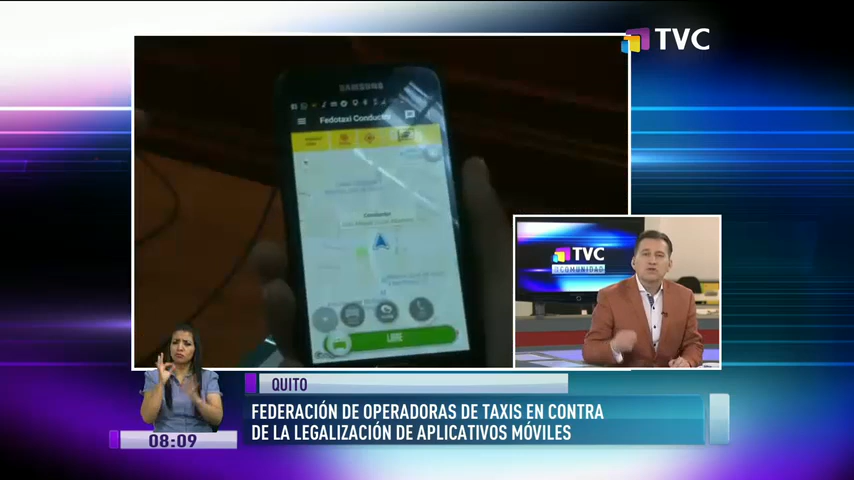 TVC
SAMSUNG
Fedotaxi Conductor
LIBRE
TVC
LACOMUNIDAD
QUITO
FEDERACIÓN DE OPERADORAS DE TAXIS EN CONTRA
DE LA LEGALIZACIÓN DE APLICATIVOS MÓVILES
08:09